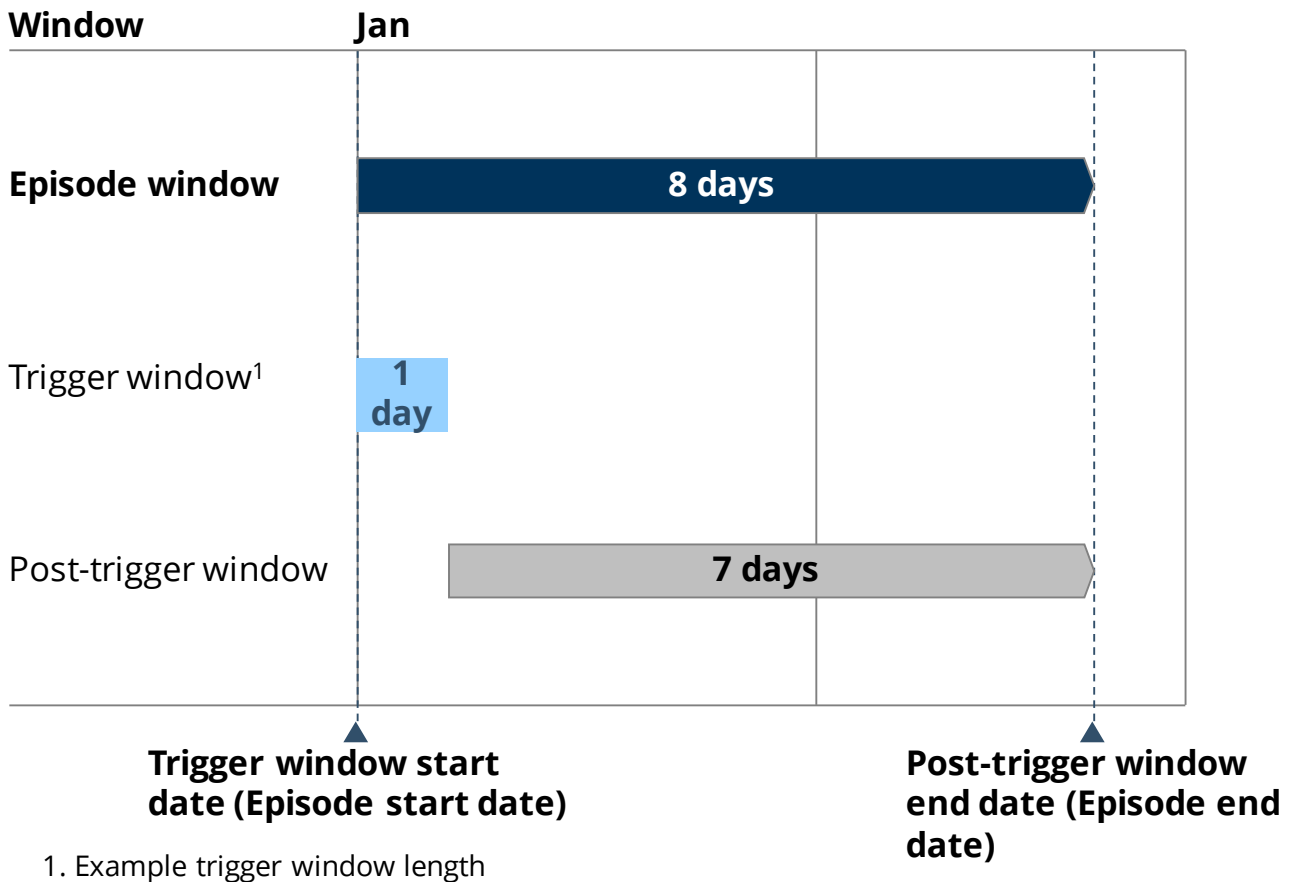 Window Jan
Episode window 8 days
Trigger window¹ 1
day
Post-trigger window 7 days
Trigger window start
date (Episode start date)
Post-trigger window
end date (Episode end
date)
1. Example trigger window length